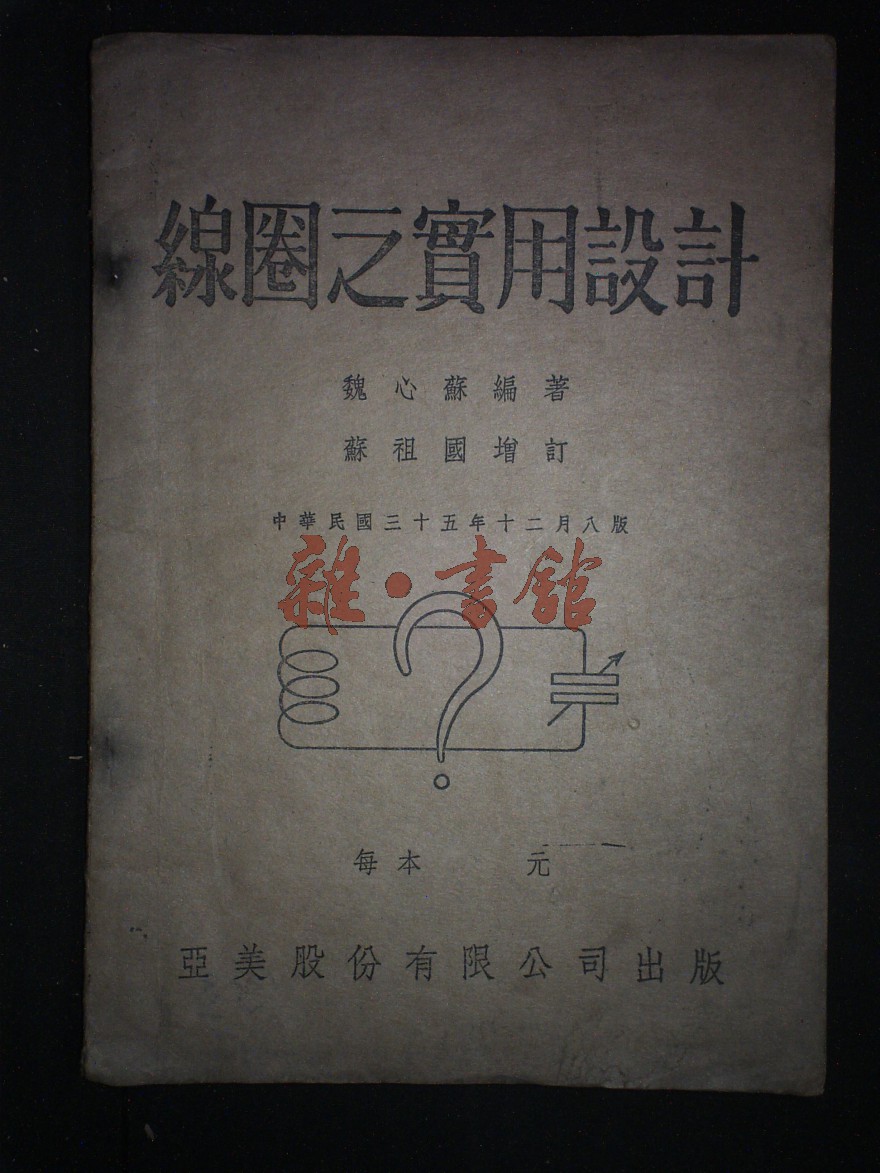 線圈之實用設計
魏心蘇編著
蘇祖國增訂
中華民國三十五年十二月八版
雜·書館
?
每本 元
亞美股份有限公司出版